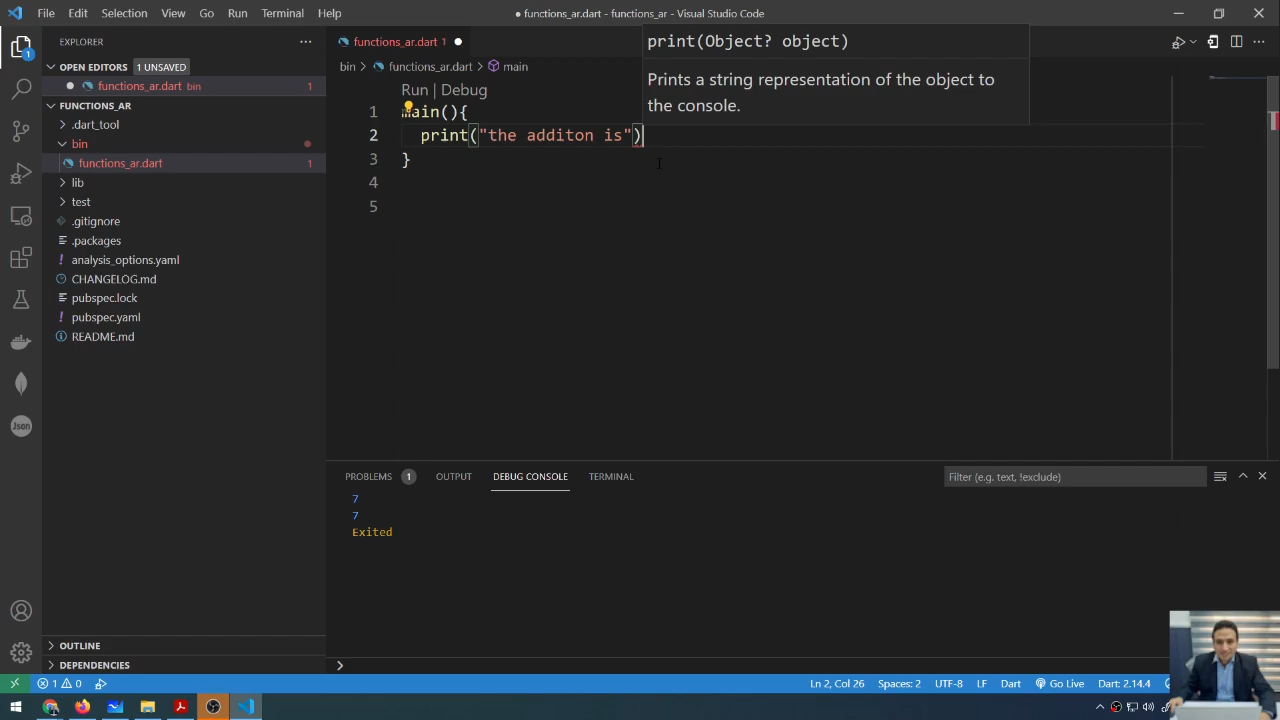 File Edit Selection View Go Run Terminal Help
● functions_ar.dart - functions_ar - Visual Studio Code
EXPLORER
OPEN EDITORS 1 UNSAVED
functions_ar.dart bin 1
FUNCTIONS_AR
.dart_tool
bin
functions_ar.dart 1
lib
test
.gitignore
.packages
analysis_options.yaml
CHANGELOG.md
pubspec.lock
pubspec.yaml
README.md
OUTLINE
DEPENDENCIES
functions_ar.dart 1
bin > functions_ar.dart > main
print(Object? object)
Prints a string representation of the object to
the console.
Run | Debug
1 main(){
2 print("the additon is")
3 }
4
5
PROBLEMS 1 OUTPUT DEBUG CONSOLE TERMINAL
Filter (e.g. text, !exclude)
7
7
Exited
1 0
Ln 2, Col 26 Spaces: 2 UTF-8 LF Dart Go Live Dart: 2.14.4